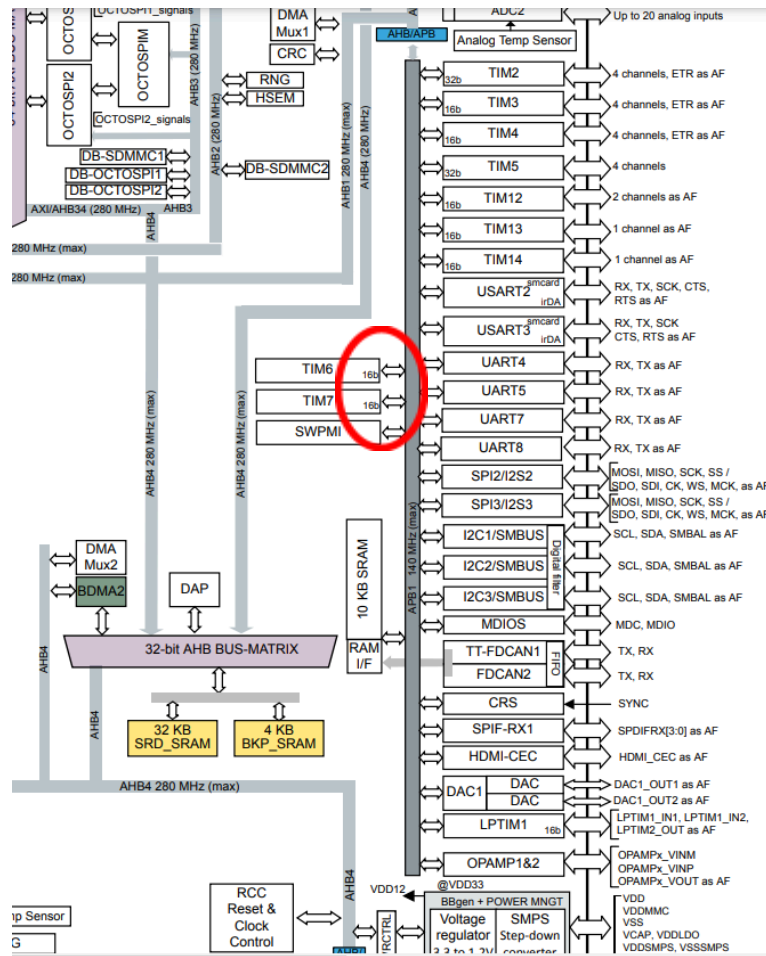 OCTOSPI1_signals
OCTOSPIM
OCTOSPI2
OCTOSPI2_signals
AHB3 (280 MHz)
DB-SDMMC1
DB-OCTOSPI1
DB-OCTOSPI2
AXI/AHB34 (280 MHz)
AHB3
AHB4
280 MHz (max)
280 MHz (max)
DMA
Mux1
CRC
RNG
HSEM
AHB2 (280 MHz)
DB-SDMMC2
AHB1 280 MHz (max)
AHB4 (280 MHz)
AHB/APB
ADC2
Up to 20 analog inputs
Analog Temp Sensor
TIM2
32b
4 channels, ETR as AF
TIM3
16b
4 channels, ETR as AF
TIM4
16b
4 channels, ETR as AF
TIM5
32b
4 channels
TIM12
16b
2 channels as AF
TIM13
16b
1 channel as AF
TIM14
16b
1 channel as AF
USART2
smcard
irDA
RX, TX, SCK, CTS,
RTS as AF
USART3
smcard
irDA
RX, TX, SCK
CTS, RTS as AF
TIM6
16b
TIM7
16b
SWPMI
UART4
RX, TX as AF
UART5
RX, TX as AF
UART7
RX, TX as AF
UART8
RX, TX as AF
SPI2/I2S2
MOSI, MISO, SCK, SS /
SDO, SDI, CK, WS, MCK, as AF
SPI3/I2S3
MOSI, MISO, SCK, SS /
SDO, SDI, CK, WS, MCK, as AF
AHB4 280 MHz (max)
AHB4 280 MHz (max)
APB1 140 MHz (max)
10 KB SRAM
RAM
I/F
I2C1/SMBUS
SCL, SDA, SMBAL as AF
I2C2/SMBUS
SCL, SDA, SMBAL as AF
I2C3/SMBUS
SCL, SDA, SMBAL as AF
Digital filter
MDIOS
MDC, MDIO
TT-FDCAN1
TX, RX
FDCAN2
TX, RX
FIFO
CRS
SYNC
SPIF-RX1
SPDIFRX[3:0] as AF
HDMI-CEC
HDMI_CEC as AF
DAC1
DAC
DAC1_OUT1 as AF
DAC
DAC1_OUT2 as AF
LPTIM1
16b
LPTIM1_IN1, LPTIM1_IN2,
LPTIM2_OUT as AF
OPAMP1&2
OPAMPx_VINM
OPAMPx_VINP
OPAMPx_VOUT as AF
DMA
Mux2
BDMA2
DAP
32-bit AHB BUS-MATRIX
AHB4
AHB4
32 KB
SRD_SRAM
4 KB
BKP_SRAM
AHB4 280 MHz (max)
AHB4
RCC
Reset &
Clock
Control
VDD12
@VDD33
BBgen + POWER MNGT
Voltage
regulator
3.3 to 1.2V
SMPS
Step-down
converter
VDD
VDDMMC
VSS
VCAP, VDDLDO
VDDSMPS, VSSSMPS
Sensor